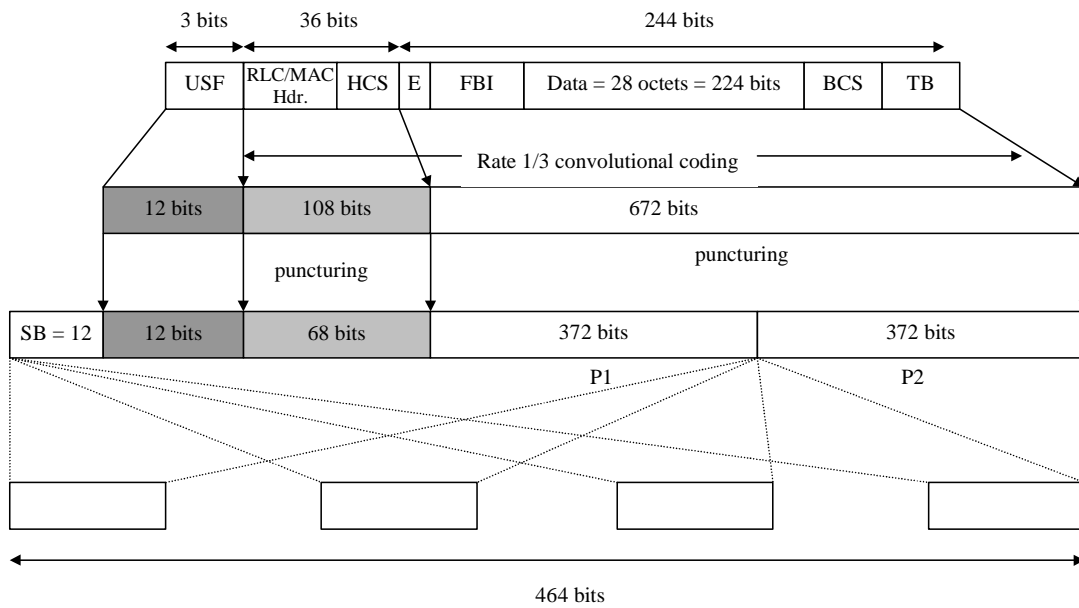 3 bits 36 bits 244 bits
USF RLC/MAC Hdr. HCS E FBI Data = 28 octets = 224 bits BCS TB
Rate 1/3 convolutional coding
12 bits 108 bits 672 bits
puncturing puncturing
SB = 12 12 bits 68 bits 372 bits 372 bits
P1 P2
464 bits